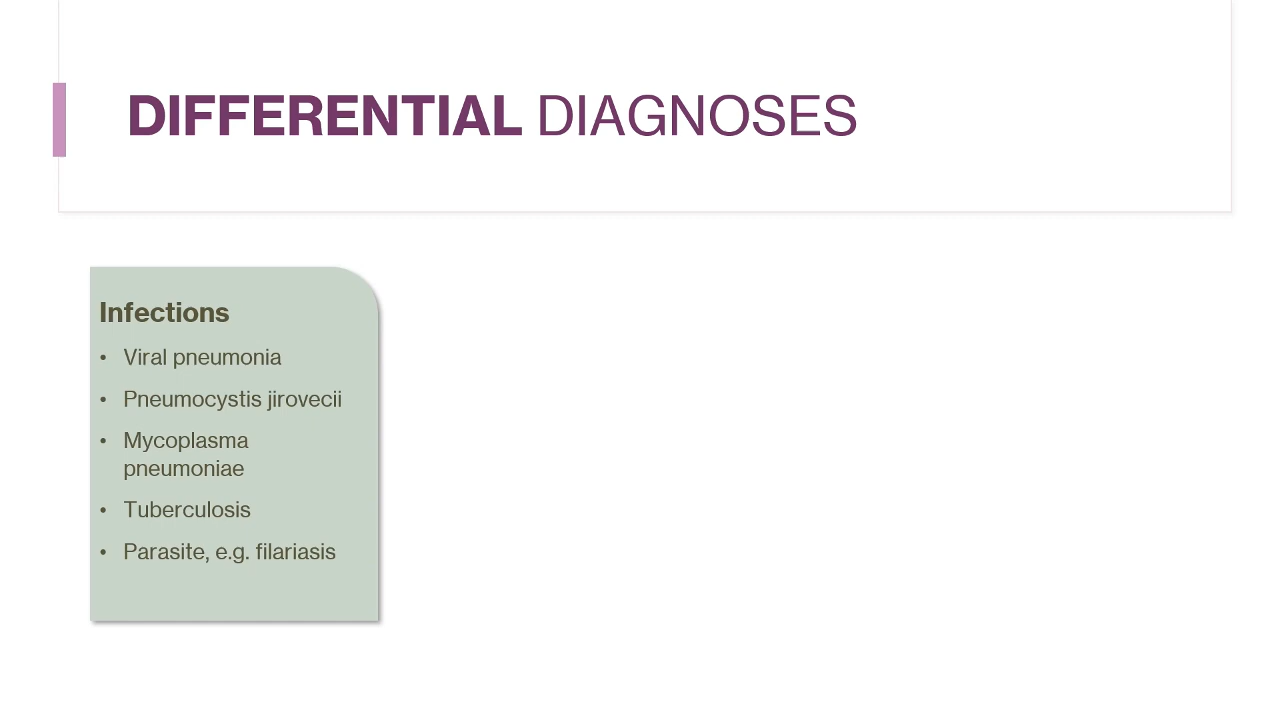 DIFFERENTIAL DIAGNOSES
Infections
• Viral pneumonia
• Pneumocystis jirovecii
• Mycoplasma
pneumoniae
• Tuberculosis
• Parasite, e.g. filariasis